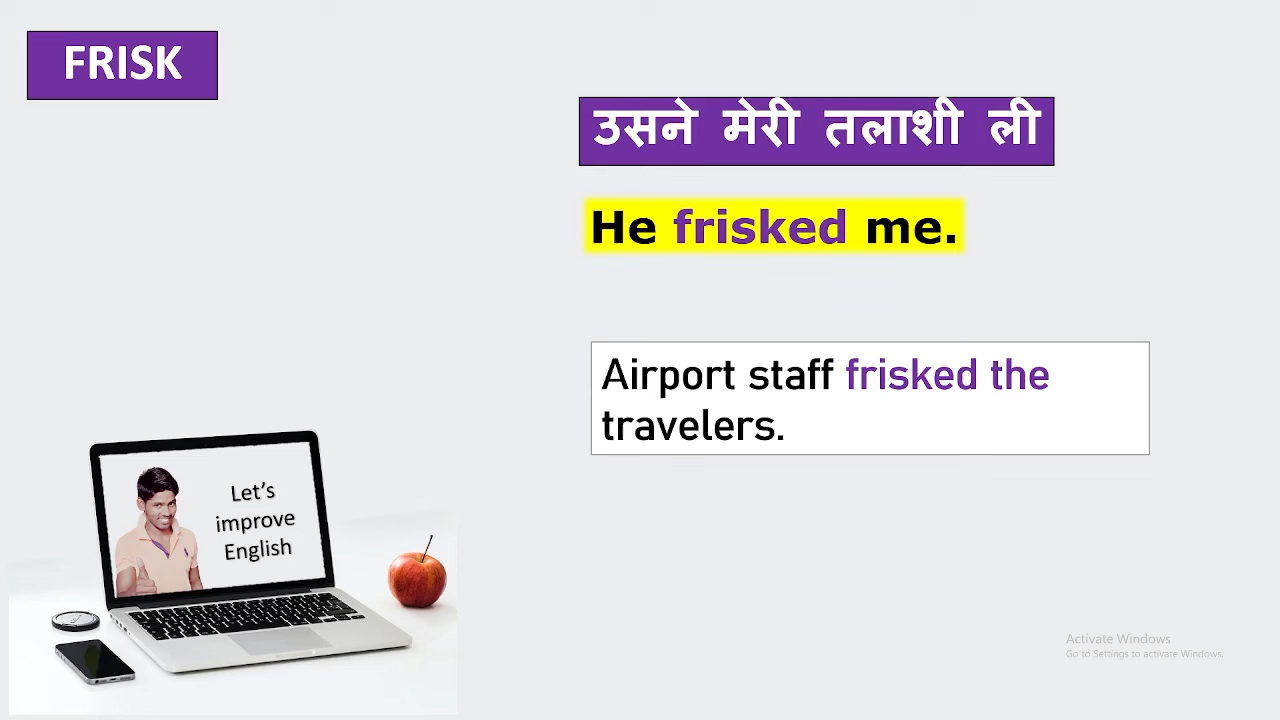 FRISK
उसने मेरी तलाशी ली
He frisked me.
Airport staff frisked the
travelers.
Let's
improve
English
Activate Windows
Go to Settings to activate Windows.